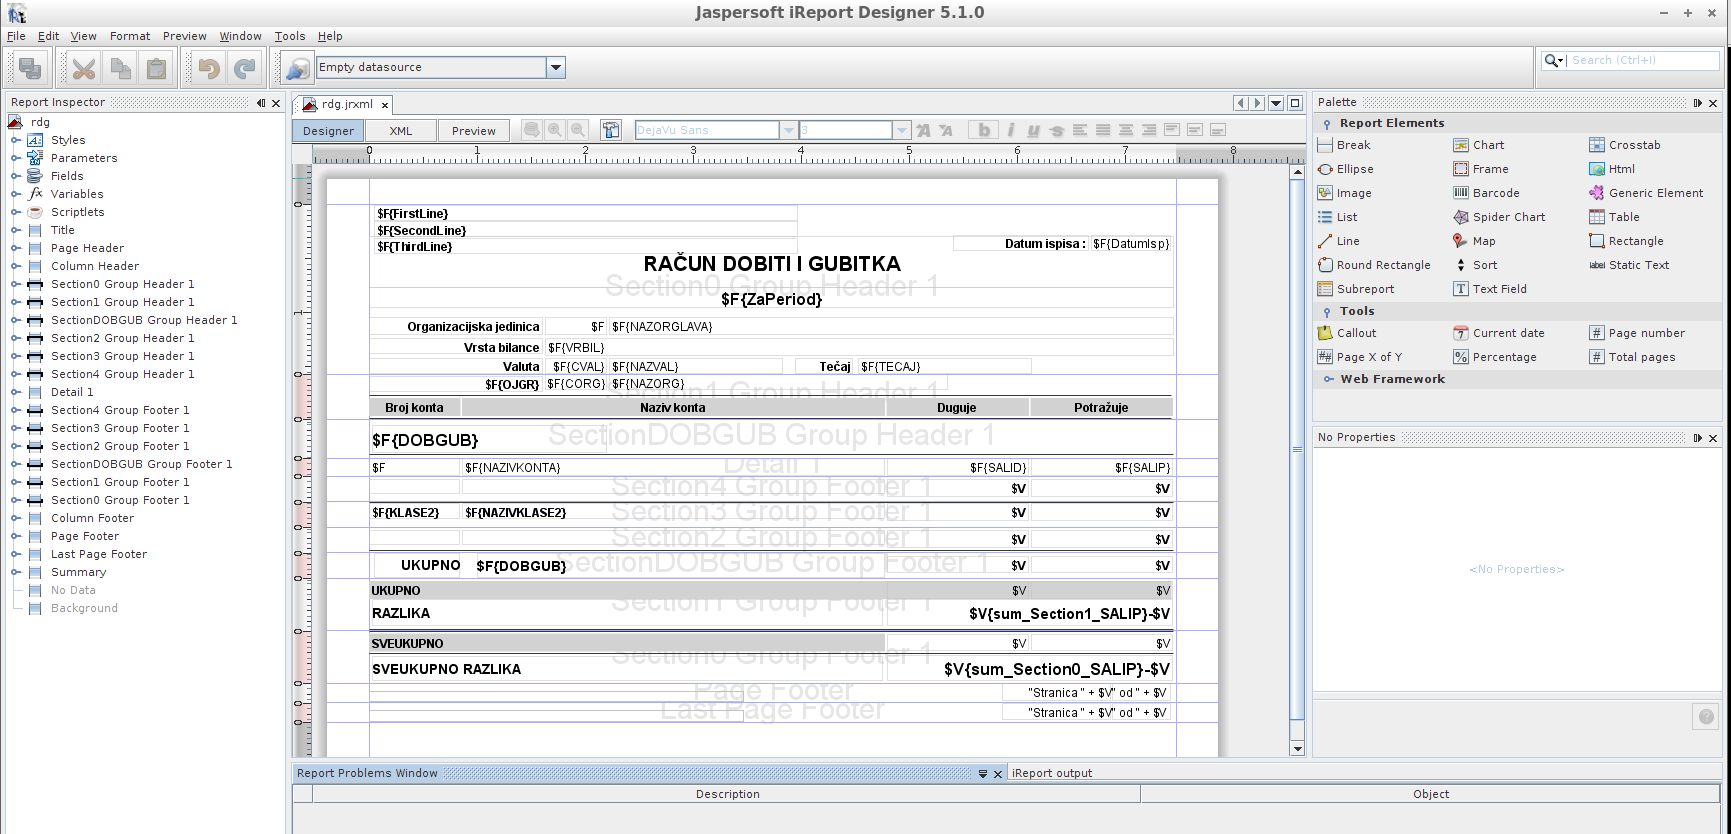 Jaspersoft iReport Designer 5.1.0
File Edit View Format Preview Window Tools Help
Empty datasource
Search (Ctrl+I)
Report Inspector
rdg
Styles
Parameters
Fields
Variables
Scriptlets
Title
Page Header
Column Header
Section0 Group Header 1
Section1 Group Header 1
SectionDOBGUB Group Header 1
Section2 Group Header 1
Section3 Group Header 1
Section4 Group Header 1
Detail 1
Section4 Group Footer 1
Section3 Group Footer 1
Section2 Group Footer 1
SectionDOBGUB Group Footer 1
Section1 Group Footer 1
Section0 Group Footer 1
Column Footer
Page Footer
Last Page Footer
Summary
No Data
Background
rdg.jrxml
Designer XML Preview DejaVu Sans 3
0 1 2 3 4 5 6 7 8
$F{FirstLine}
$F{SecondLine}
$F{ThirdLine}
Datum ispisa : $F{DatumIsp}
RAČUN DOBITI I GUBITKA
Section0 Group Header 1
$F{ZaPeriod}
Organizacijska jedinica $F $F{NAZORGLAVA}
Vrsta bilance $F{VRBIL}
Valuta $F{CVAL} $F{NAZVAL} Tečaj $F{TECAJ}
$F{OJGR} $F{CORG} $F{NAZORG}
Section1 Group Header 1
Broj konta Naziv konta Duguje Potražuje
$F{DOBGUB}
SectionDOBGUB Group Header 1
$F $F{NAZIVKONTA} $F{SALID} $F{SALIP}
Detail 1
Section4 Group Footer 1 $V $V
$F{KLASE2} $F{NAZIVKLASE2} $V $V
Section3 Group Footer 1
Section2 Group Footer 1 $V $V
UKUPNO $F{DOBGUB} $V $V
SectionDOBGUB Group Footer 1
UKUPNO $V $V
Section1 Group Footer 1
RAZLIKA $V{sum_Section1_SALIP}-$V
SVEUKUPNO $V $V
Section0 Group Footer 1
SVEUKUPNO RAZLIKA $V{sum_Section0_SALIP}-$V
Page Footer "Stranica " + $V " od " + $V
Last Page Footer "Stranica " + $V " od " + $V
Palette
Report Elements
Break Chart Crosstab
Ellipse Frame Html
Image Barcode Generic Element
List Spider Chart Table
Line Map Rectangle
Round Rectangle Sort Static Text
Subreport Text Field
Tools
Callout Current date Page number
Page X of Y Percentage Total pages
Web Framework
No Properties
<No Properties>
Report Problems Window iReport output
Description Object